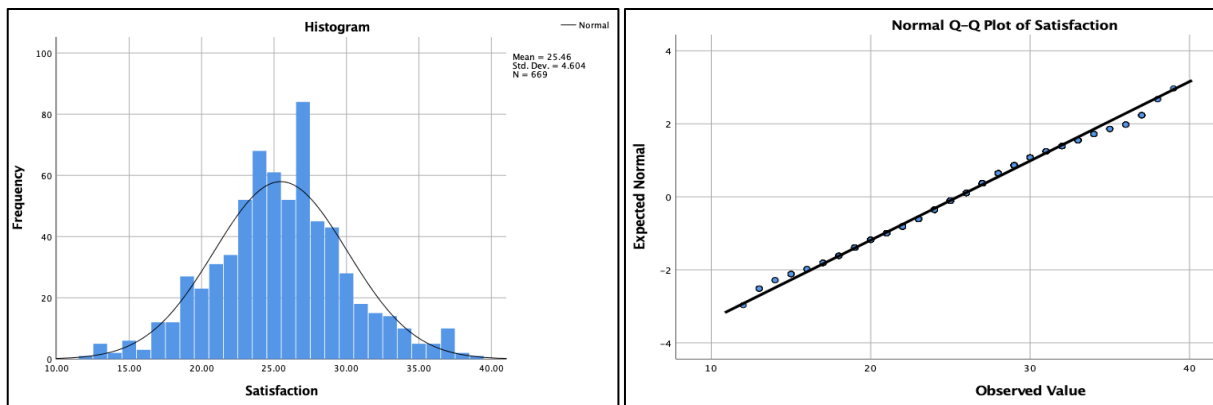 Histogram
Normal
Mean = 25.46
Std. Dev. = 4.604
N = 669
100
80
60
40
20
0
Frequency
10.00 15.00 20.00 25.00 30.00 35.00 40.00
Satisfaction
Normal Q-Q Plot of Satisfaction
4
2
0
-2
-4
Expected Normal
10 20 30 40
Observed Value